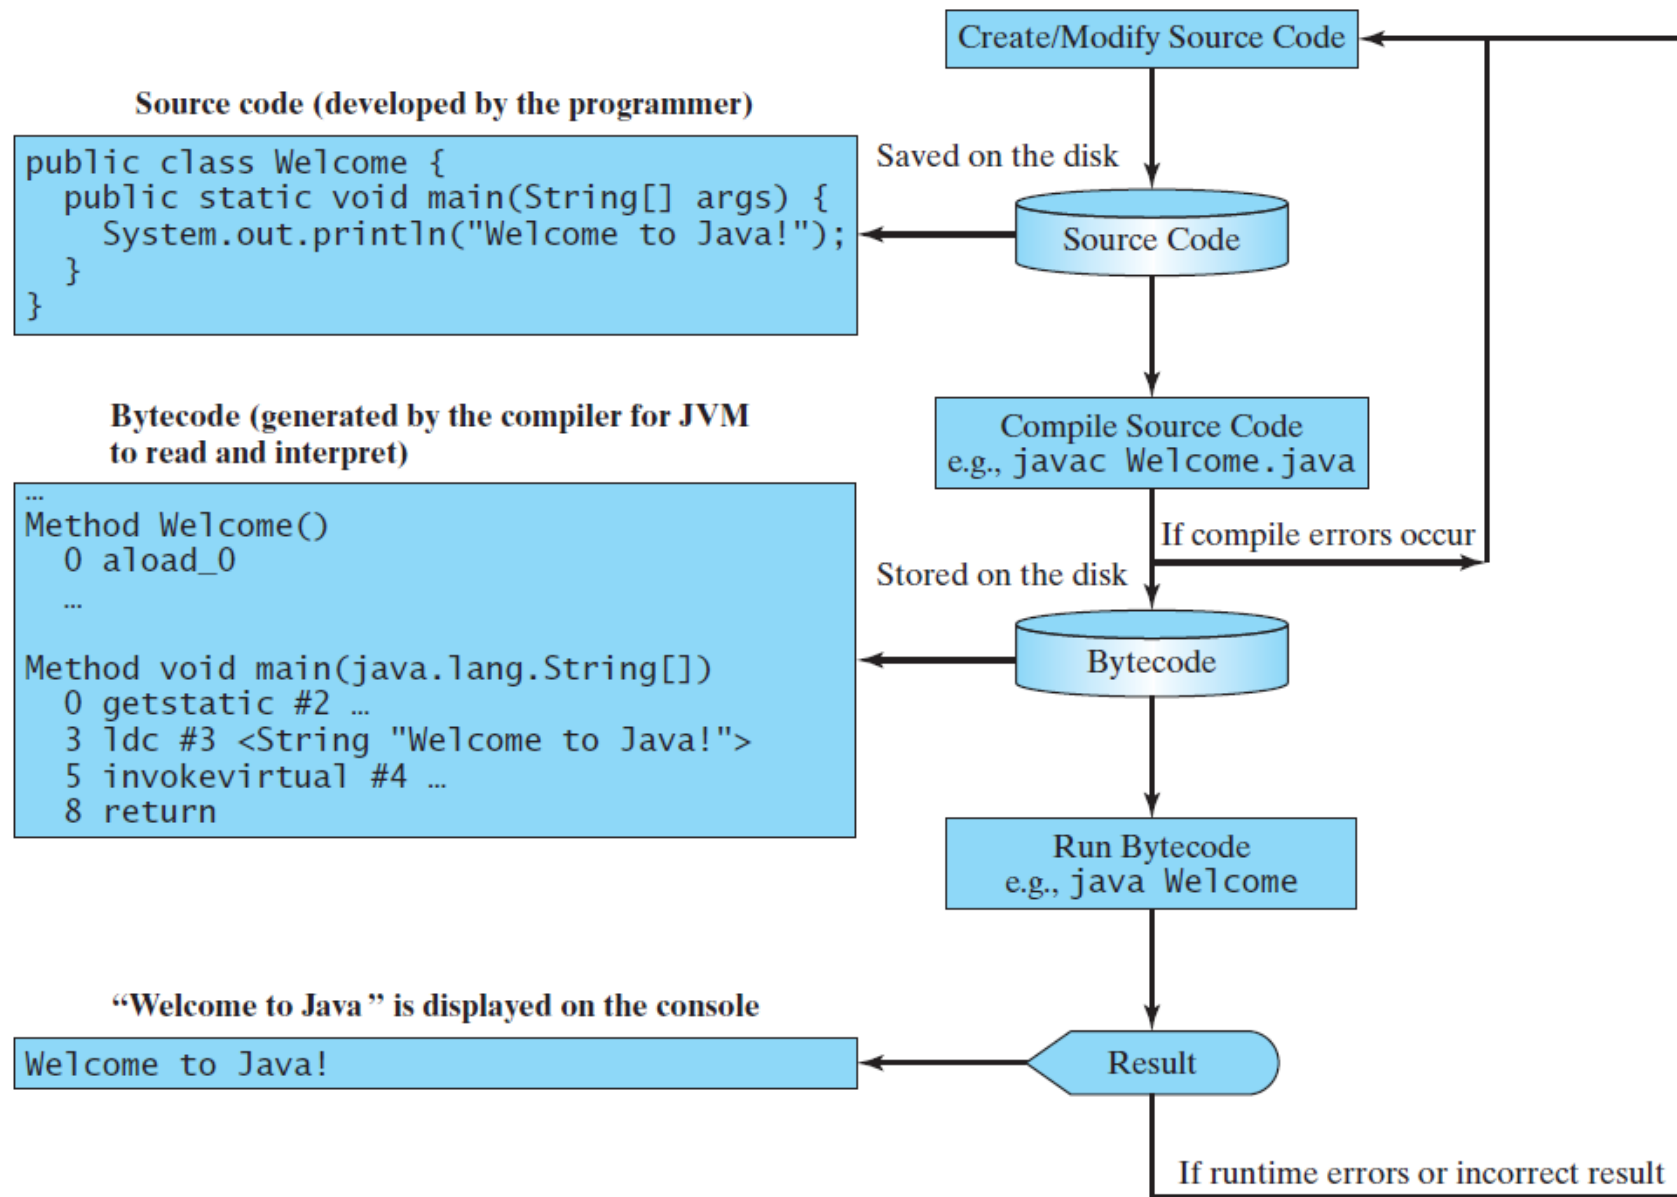 Create/Modify Source Code
Source code (developed by the programmer)
public class Welcome {
  public static void main(String[] args) {
    System.out.println("Welcome to Java!");
  }
}
Saved on the disk
Source Code
Bytecode (generated by the compiler for JVM
to read and interpret)
…
Method Welcome()
  0 aload_0
  …
Method void main(java.lang.String[])
  0 getstatic #2 …
  3 ldc #3 <String "Welcome to Java!">
  5 invokevirtual #4 …
  8 return
Compile Source Code
e.g., javac Welcome.java
If compile errors occur
Stored on the disk
Bytecode
Run Bytecode
e.g., java Welcome
“Welcome to Java ” is displayed on the console
Welcome to Java!
Result
If runtime errors or incorrect result